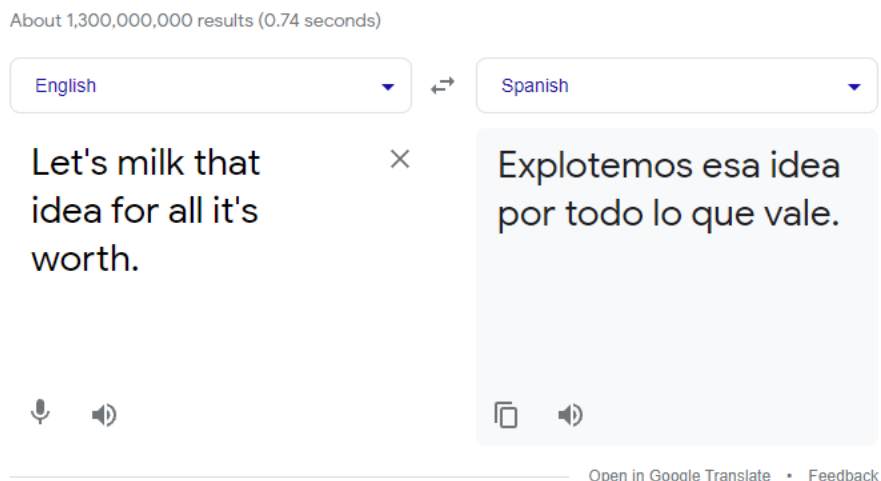 About 1,300,000,000 results (0.74 seconds)
English
Spanish
Let's milk that
idea for all it's
worth.
Explotemos esa idea
por todo lo que vale.
Open in Google Translate • Feedback